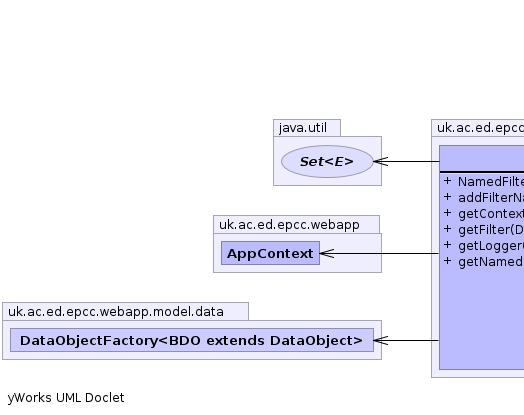 java.util
Set<E>
uk.ac.ed.epcc
+ NamedFilte
+ addFilterNa
+ getContext
+ getFilter(D
+ getLogger(
+ getNamed
uk.ac.ed.epcc.webapp
AppContext
uk.ac.ed.epcc.webapp.model.data
DataObjectFactory<BDO extends DataObject>
yWorks UML Doclet